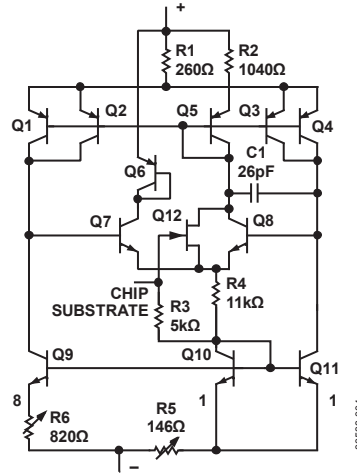 +
R1
260Ω
R2
1040Ω
Q1
Q2
Q5
Q3
Q4
C1
26pF
Q6
Q7
Q12
Q8
CHIP
SUBSTRATE
R4
11kΩ
R3
5kΩ
Q9
Q10
Q11
8
1
1
R6
820Ω
R5
146Ω
–